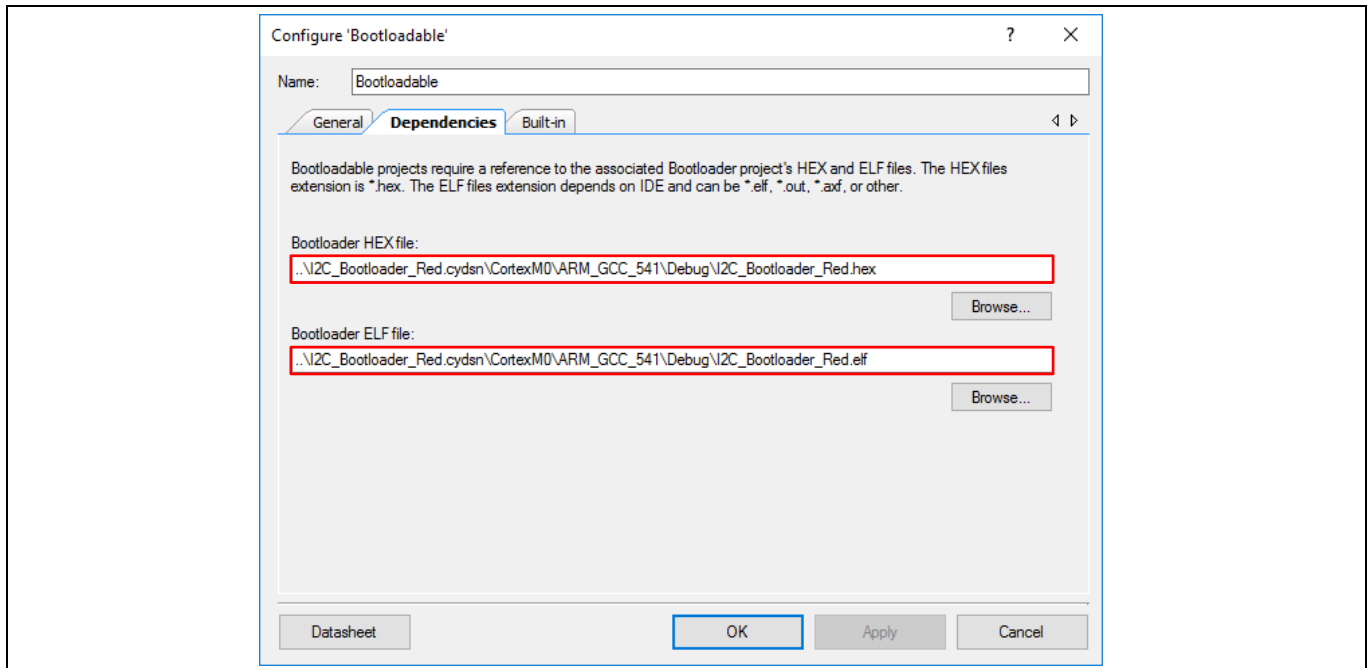 Configure 'Bootloadable'
?
Name:
Bootloadable
General
Dependencies
Built-in
Bootloadable projects require a reference to the associated Bootloader project's HEX and ELF files. The HEX files
extension is *.hex. The ELF files extension depends on IDE and can be *.elf, *.out, *.axf, or other.
Bootloader HEX file:
..\I2C_Bootloader_Red.cydsn\CortexM0\ARM_GCC_541\Debug\I2C_Bootloader_Red.hex
Browse...
Bootloader ELF file:
..\I2C_Bootloader_Red.cydsn\CortexM0\ARM_GCC_541\Debug\I2C_Bootloader_Red.elf
Browse...
Datasheet
OK
Apply
Cancel